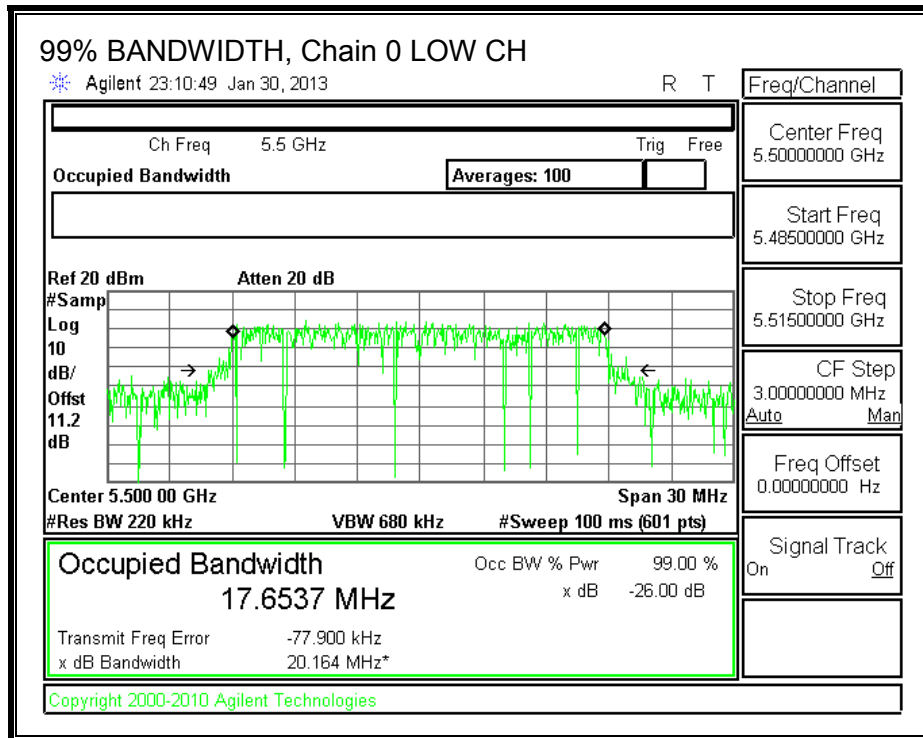 99% BANDWIDTH, Chain 0 LOW CH
Agilent 23:10:49 Jan 30, 2013 R T
Freq/Channel
Ch Freq 5.5 GHz Trig Free
Occupied Bandwidth Averages: 100
Center Freq
5.50000000 GHz
Start Freq
5.48500000 GHz
Stop Freq
5.51500000 GHz
CF Step
3.00000000 MHz
Auto Man
Freq Offset
0.00000000 Hz
Signal Track
On Off
Ref 20 dBm Atten 20 dB
#Samp
Log
10
dB/
Offst
11.2
dB
Center 5.500 00 GHz Span 30 MHz
#Res BW 220 kHz VBW 680 kHz #Sweep 100 ms (601 pts)
Occupied Bandwidth Occ BW % Pwr 99.00 %
17.6537 MHz x dB -26.00 dB
Transmit Freq Error -77.900 kHz
x dB Bandwidth 20.164 MHz*
Copyright 2000-2010 Agilent Technologies